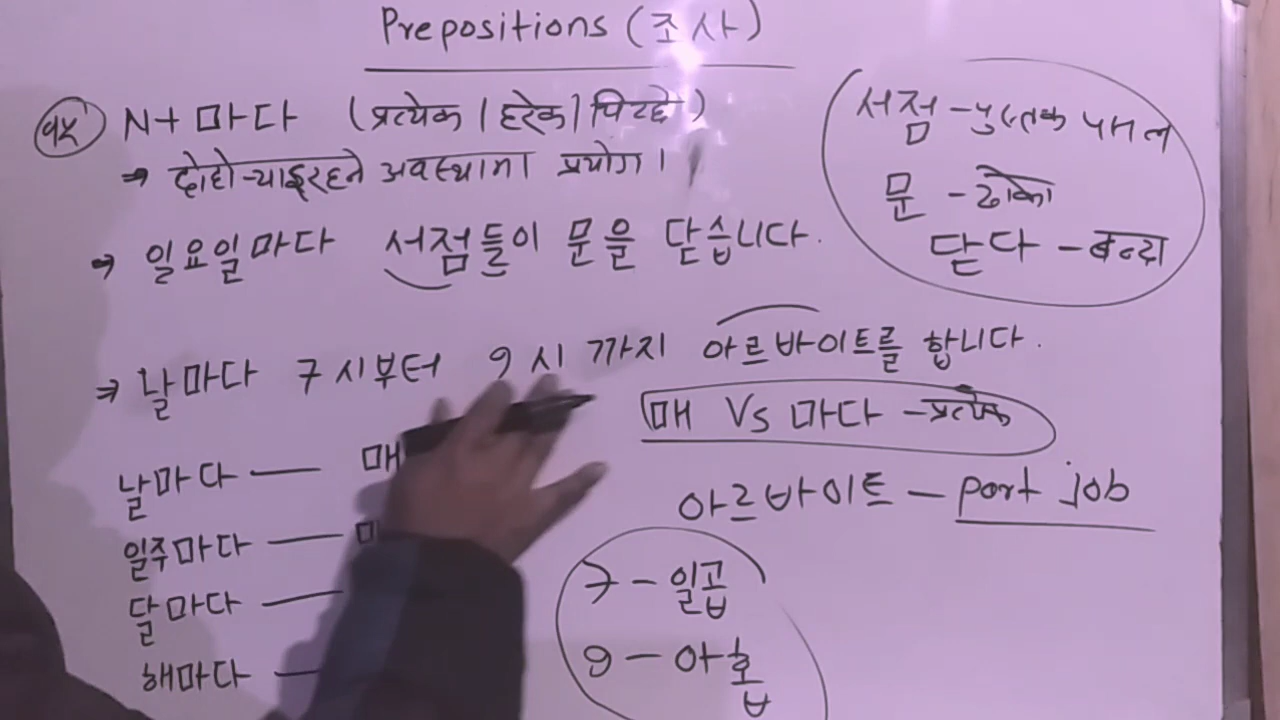 Prepositions (조사)
१५ N+ 마다 (प्रत्येक / हरेक / पिच्छे)
→ दोहो-याइरहने अवस्थामा प्रयोग।
→ 일요일마다 서점들이 문을 닫습니다.
서점 - पुस्तक पसल
문 - ढोका
닫다 - बन्द
→ 날마다 7시부터 9시 까지 아르바이트를 합니다.
매 Vs 마다 - प्रत्येक
아르바이트 - part job
날마다 — 매
일주마다 —
달마다 —
해마다 —
7 - 일곱
9 - 아홉